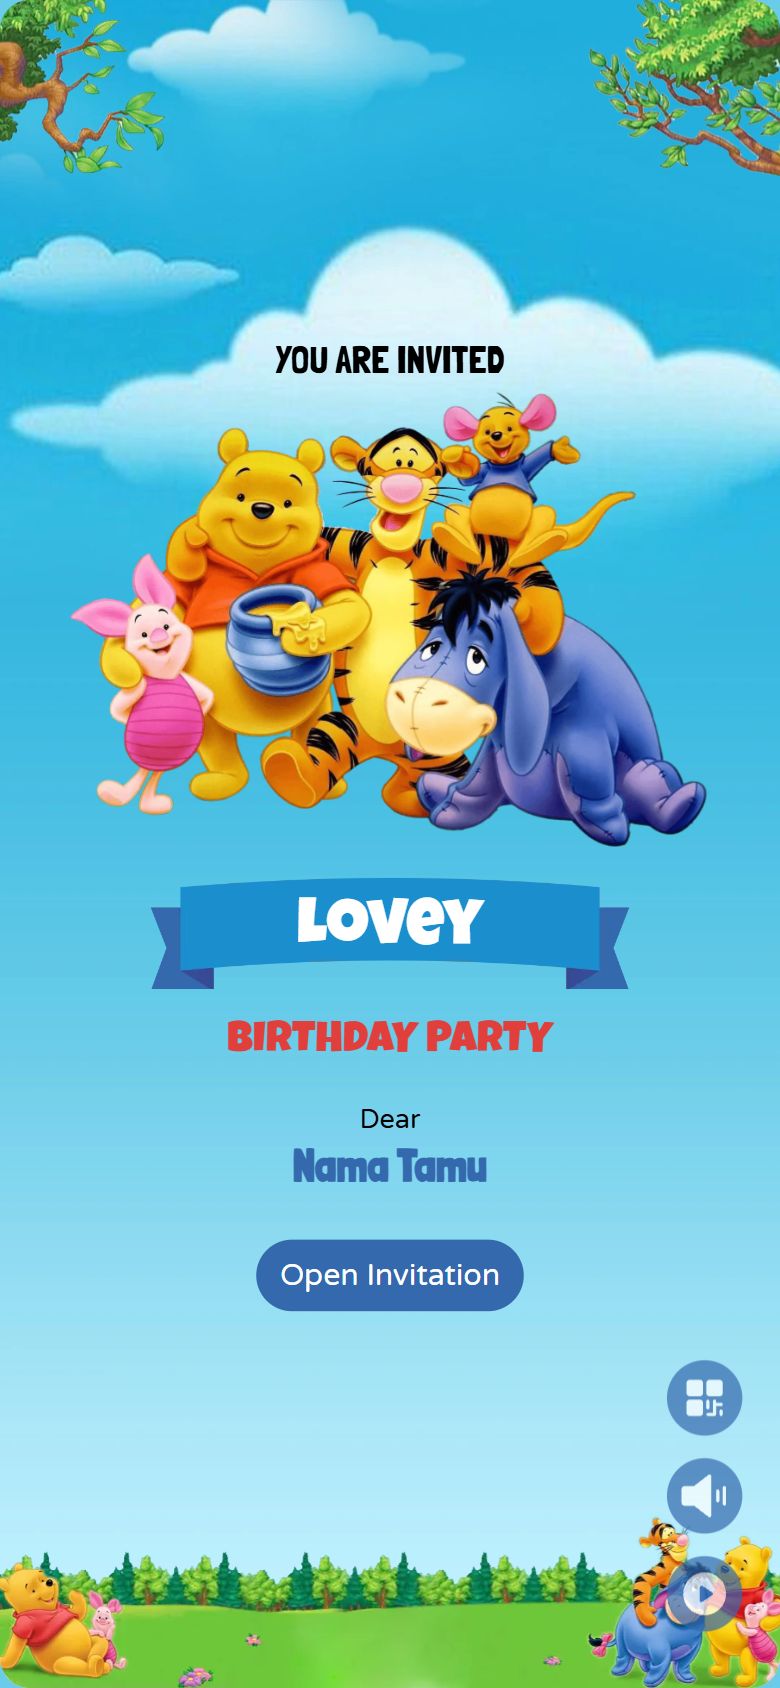 YOU ARE INVITED
Lovey
BIRTHDAY PARTY
Dear
Nama Tamu
Open Invitation